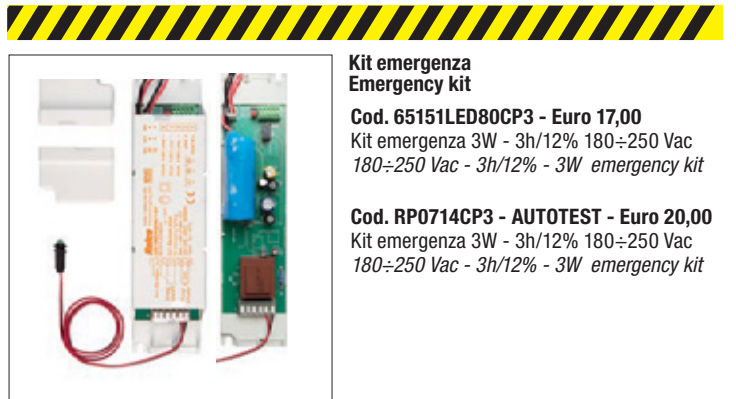 Kit emergenza
Emergency kit
Cod. 65151LED80CP3 - Euro 17,00
Kit emergenza 3W - 3h/12% 180÷250 Vac
180÷250 Vac - 3h/12% - 3W emergency kit
Cod. RP0714CP3 - AUTOTEST - Euro 20,00
Kit emergenza 3W - 3h/12% 180÷250 Vac
180÷250 Vac - 3h/12% - 3W emergency kit